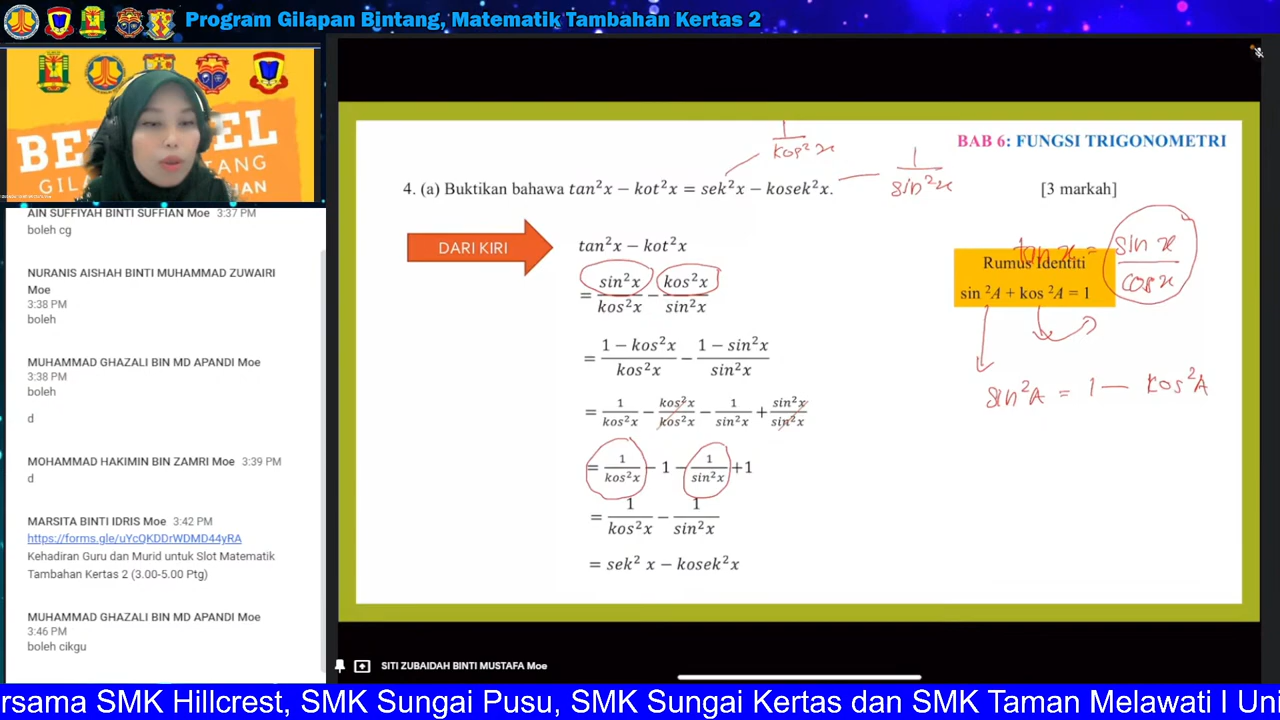 Program Gilapan Bintang, Matematik Tambahan Kertas 2
AIN SUFFIYAH BINTI SUFFIAN Moe 3:37 PM
boleh cg
NURANIS AISHAH BINTI MUHAMMAD ZUWAIRI
Moe
3:38 PM
boleh
MUHAMMAD GHAZALI BIN MD APANDI Moe
3:38 PM
boleh
d
MOHAMMAD HAKIMIN BIN ZAMRI Moe 3:39 PM
d
MARSITA BINTI IDRIS Moe 3:42 PM
https://forms.gle/uYcQKDDrWDMD44yRA
Kehadiran Guru dan Murid untuk Slot Matematik
Tambahan Kertas 2 (3.00-5.00 Ptg)
MUHAMMAD GHAZALI BIN MD APANDI Moe
3:46 PM
boleh cikgu
BAB 6: FUNGSI TRIGONOMETRI
1/kos²x
1/sin²x
4. (a) Buktikan bahawa tan²x − kot²x = sek²x − kosek²x. [3 markah]
DARI KIRI
tan²x − kot²x
= sin²x/kos²x − kos²x/sin²x
= (1 − kos²x)/kos²x − (1 − sin²x)/sin²x
= 1/kos²x − kos²x/kos²x − 1/sin²x + sin²x/sin²x
= 1/kos²x − 1 − 1/sin²x + 1
= 1/kos²x − 1/sin²x
= sek² x − kosek²x
tan x = sin x/cos x
Rumus Identiti
sin ²A + kos ²A = 1
sin²A = 1 − kos²A
SITI ZUBAIDAH BINTI MUSTAFA Moe
ersama SMK Hillcrest, SMK Sungai Pusu, SMK Sungai Kertas dan SMK Taman Melawati I Uni